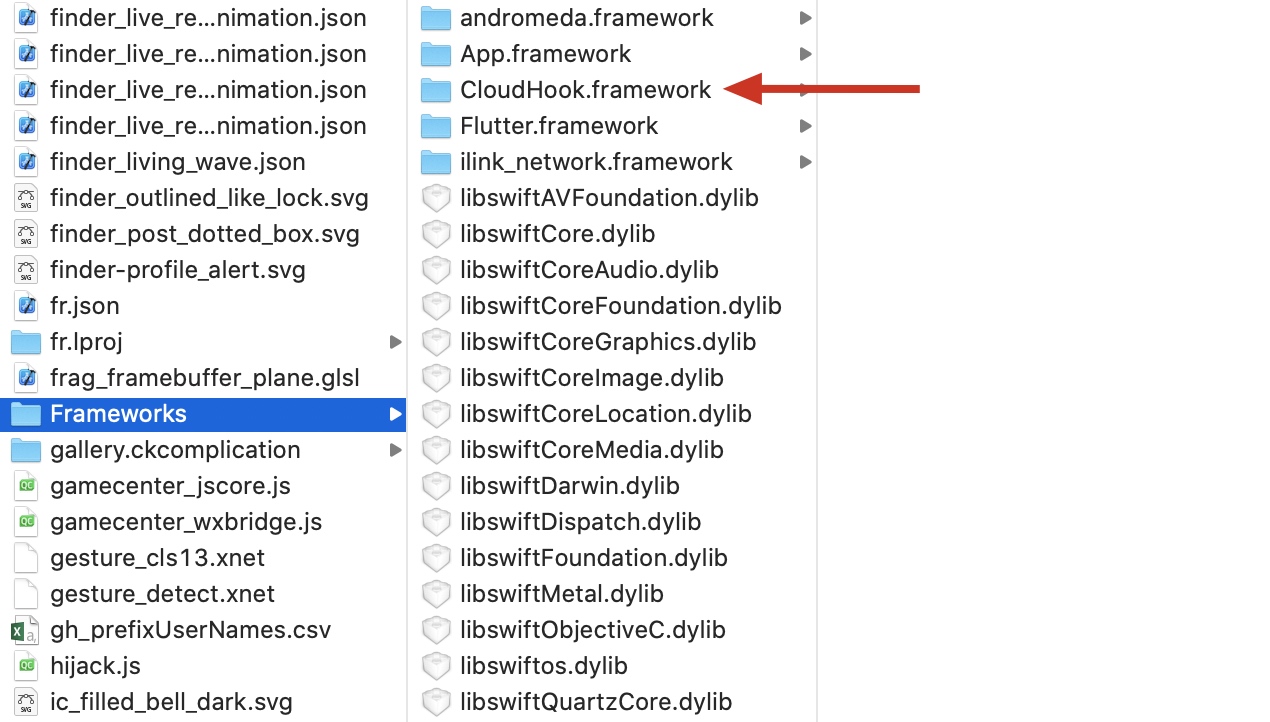 finder_live_re...nimation.json
finder_live_re...nimation.json
finder_live_re...nimation.json
finder_live_re...nimation.json
finder_living_wave.json
finder_outlined_like_lock.svg
finder_post_dotted_box.svg
finder-profile_alert.svg
fr.json
fr.lproj
frag_framebuffer_plane.glsl
Frameworks
gallery.ckcomplication
gamecenter_jscore.js
gamecenter_wxbridge.js
gesture_cls13.xnet
gesture_detect.xnet
gh_prefixUserNames.csv
hijack.js
ic_filled_bell_dark.svg
andromeda.framework
App.framework
CloudHook.framework
Flutter.framework
ilink_network.framework
libswiftAVFoundation.dylib
libswiftCore.dylib
libswiftCoreAudio.dylib
libswiftCoreFoundation.dylib
libswiftCoreGraphics.dylib
libswiftCoreImage.dylib
libswiftCoreLocation.dylib
libswiftCoreMedia.dylib
libswiftDarwin.dylib
libswiftDispatch.dylib
libswiftFoundation.dylib
libswiftMetal.dylib
libswiftObjectiveC.dylib
libswiftos.dylib
libswiftQuartzCore.dylib